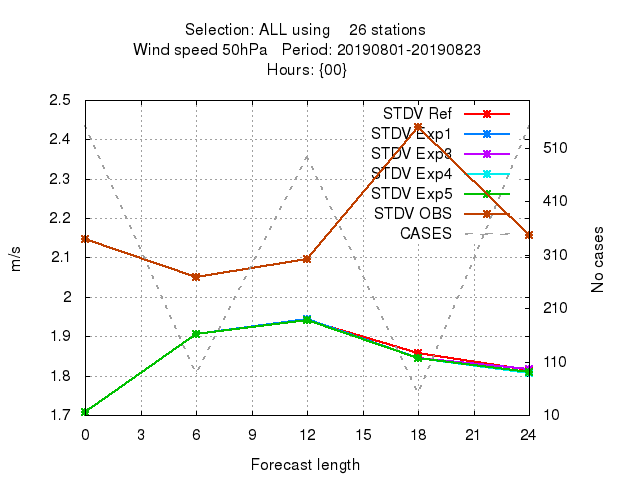 Selection: ALL using    26 stations
Wind speed 50hPa   Period: 20190801-20190823
Hours: {00}
2.5
2.4
2.3
2.2
2.1
2
1.9
1.8
1.7
m/s
STDV Ref
STDV Exp1
STDV Exp3
STDV Exp4
STDV Exp5
STDV OBS
CASES
510
410
310
210
110
10
No cases
0 3 6 9 12 15 18 21 24
Forecast length